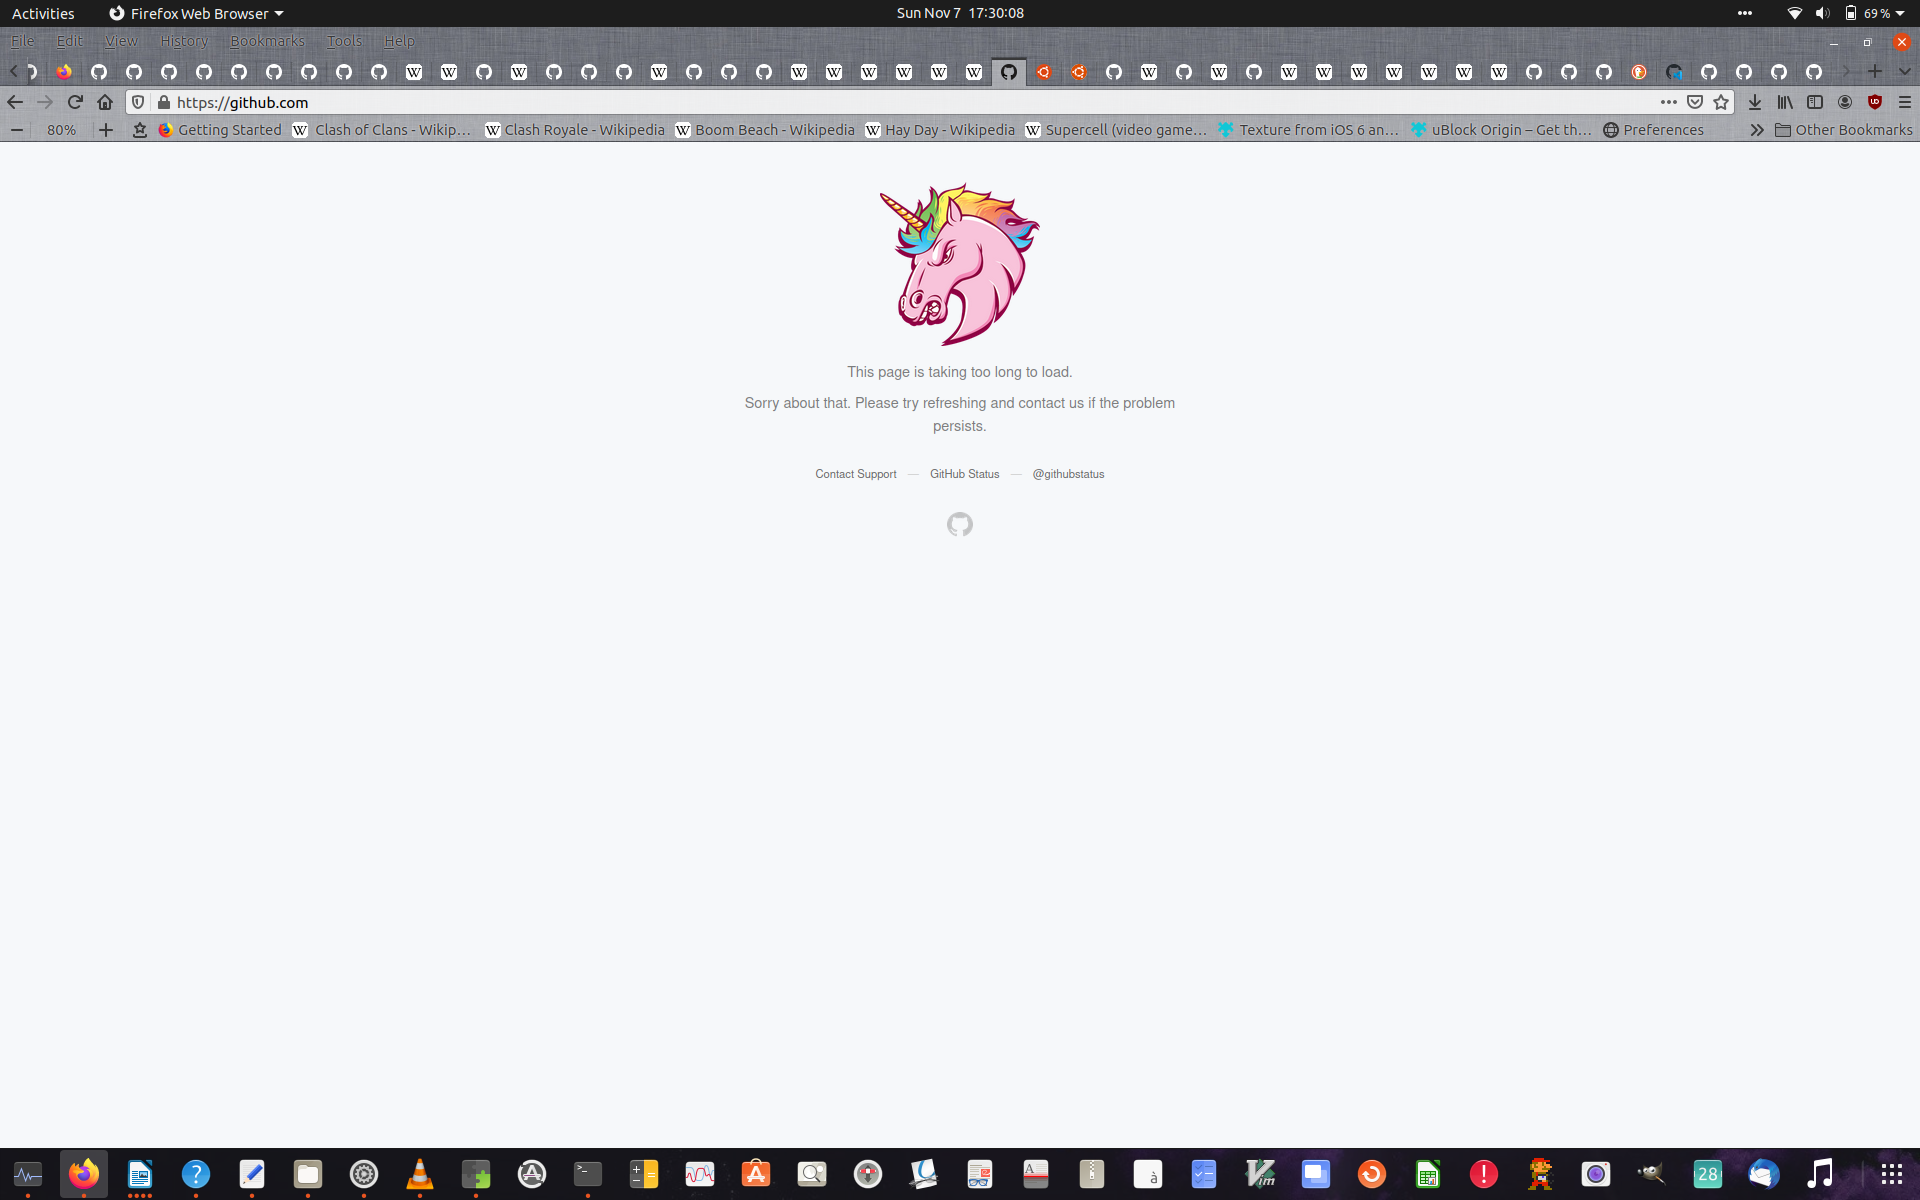 Activities
Firefox Web Browser
Sun Nov 7 17:30:08
69 %
File Edit View History Bookmarks Tools Help
https://github.com
80%
Getting Started
Clash of Clans - Wikip…
Clash Royale - Wikipedia
Boom Beach - Wikipedia
Hay Day - Wikipedia
Supercell (video game…
Texture from iOS 6 an…
uBlock Origin – Get th…
Preferences
Other Bookmarks
This page is taking too long to load.
Sorry about that. Please try refreshing and contact us if the problem
persists.
Contact Support — GitHub Status — @githubstatus
28